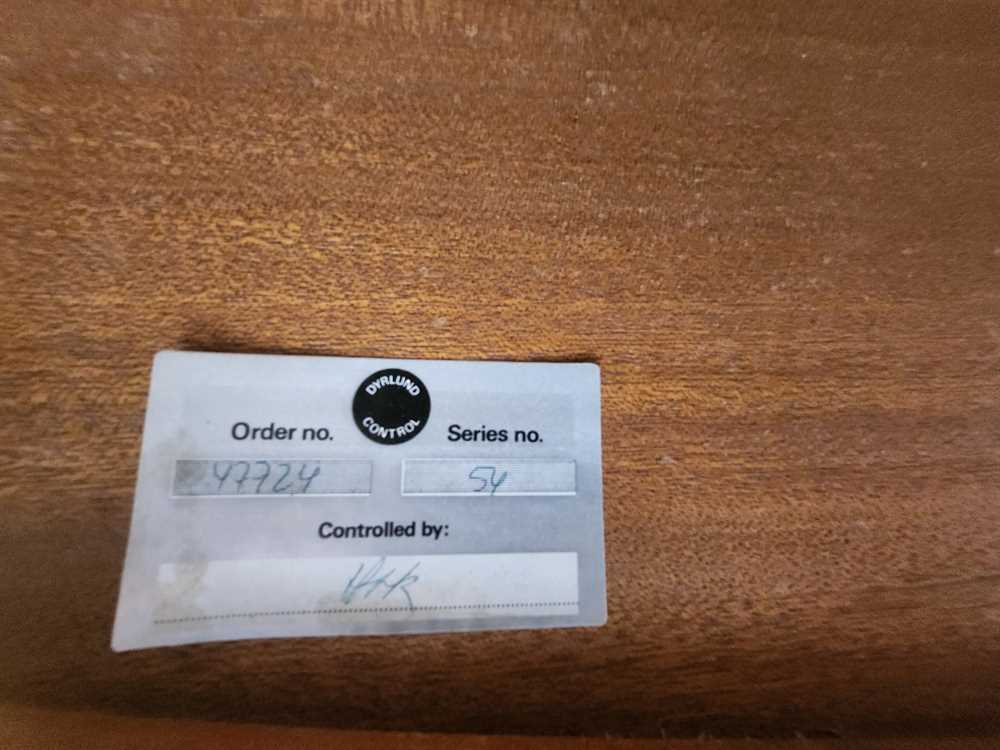 DYRLUND
CONTROL
Order no. Series no.
47724 54
Controlled by: